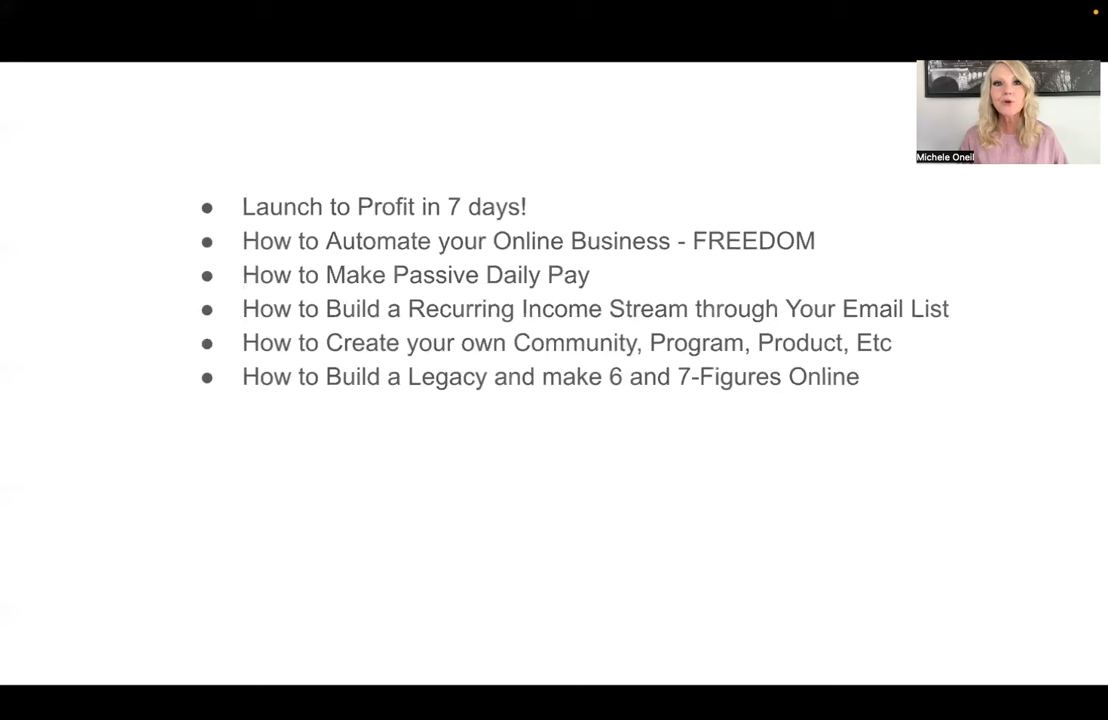 Michele Oneil
● Launch to Profit in 7 days!
● How to Automate your Online Business - FREEDOM
● How to Make Passive Daily Pay
● How to Build a Recurring Income Stream through Your Email List
● How to Create your own Community, Program, Product, Etc
● How to Build a Legacy and make 6 and 7-Figures Online